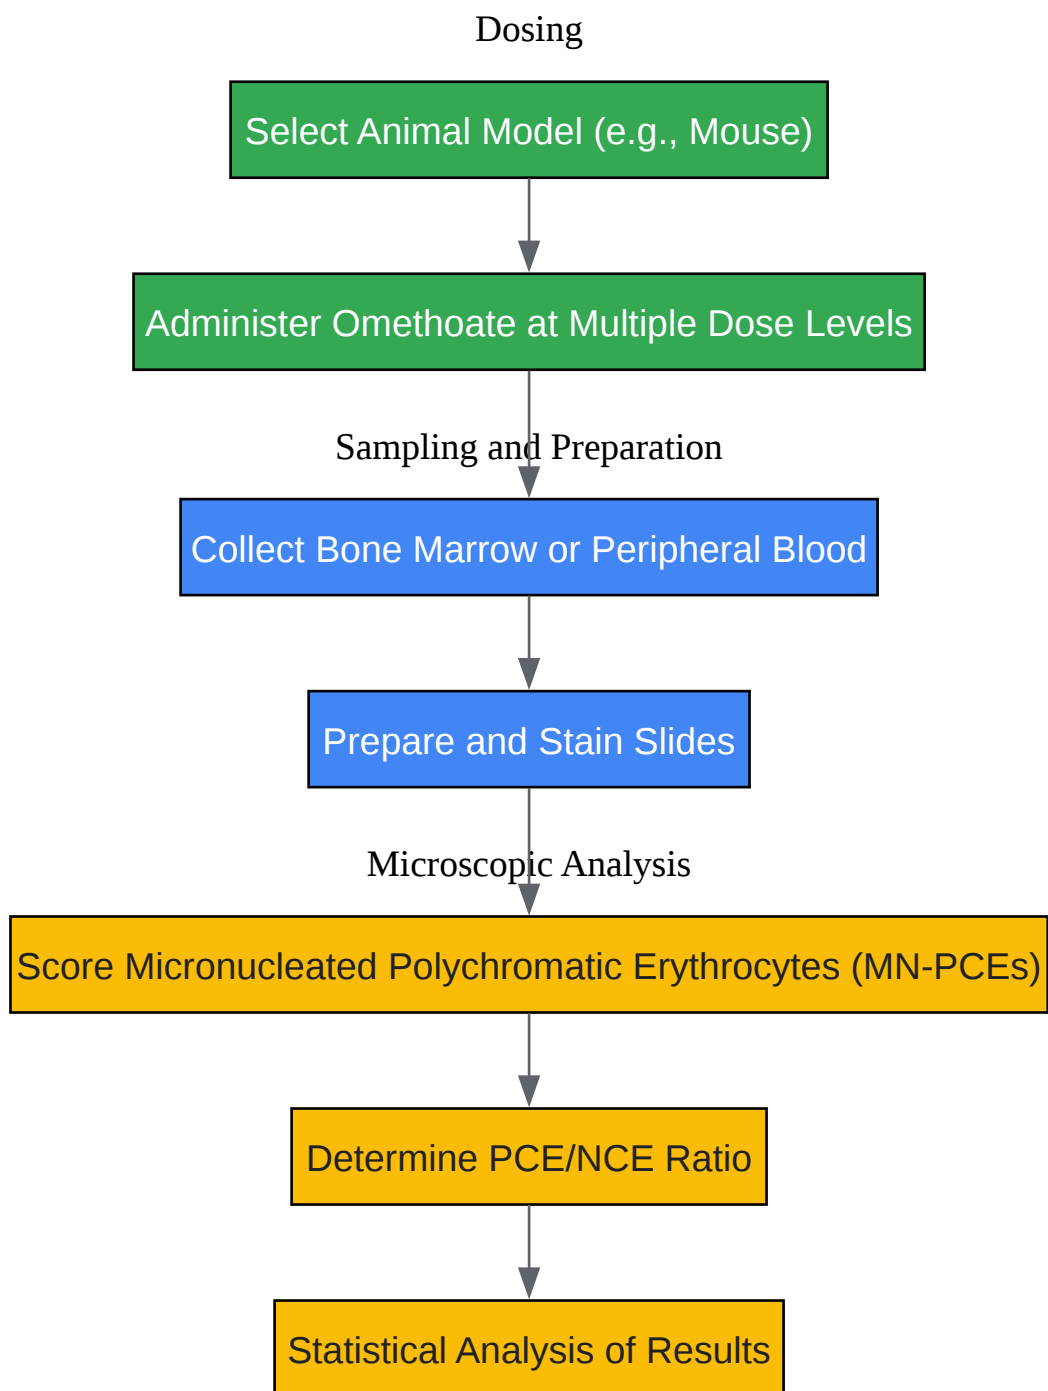 Dosing
Select Animal Model (e.g., Mouse)
Administer Omethoate at Multiple Dose Levels
Sampling and Preparation
Collect Bone Marrow or Peripheral Blood
Prepare and Stain Slides
Microscopic Analysis
Score Micronucleated Polychromatic Erythrocytes (MN-PCEs)
Determine PCE/NCE Ratio
Statistical Analysis of Results